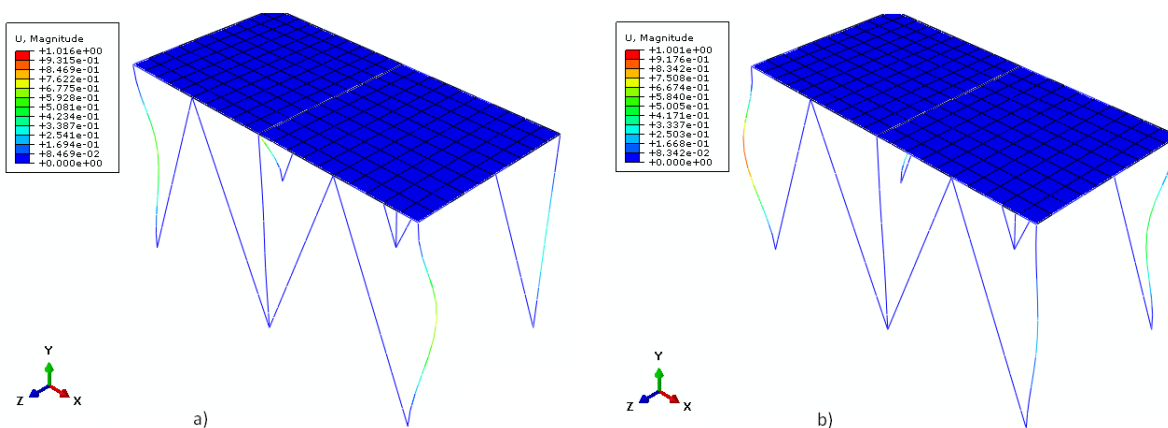 U, Magnitude
+1.016e+00
+9.315e-01
+8.469e-01
+7.622e-01
+6.775e-01
+5.928e-01
+5.081e-01
+4.234e-01
+3.387e-01
+2.541e-01
+1.694e-01
+8.469e-02
+0.000e+00
Y
Z
X
a)
U, Magnitude
+1.001e+00
+9.176e-01
+8.342e-01
+7.508e-01
+6.674e-01
+5.840e-01
+5.005e-01
+4.171e-01
+3.337e-01
+2.503e-01
+1.668e-01
+8.342e-02
+0.000e+00
Y
Z
X
b)